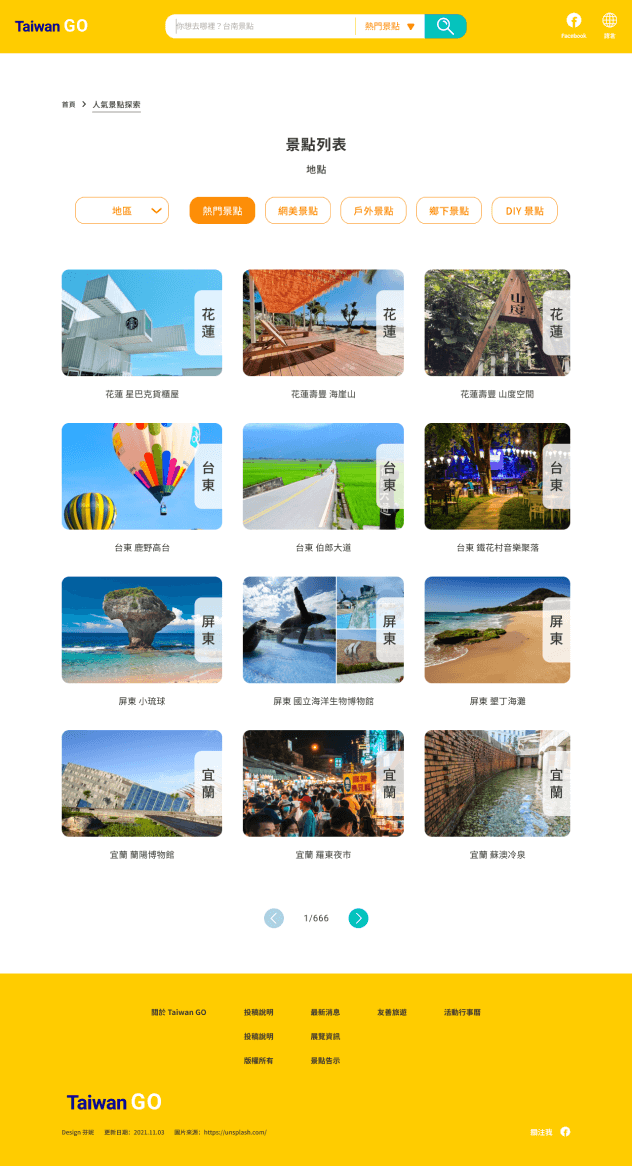 Taiwan GO
你想去哪裡？台南景點
熱門景點
Facebook
語言
首頁 > 人氣景點探索
景點列表
地點
地區
熱門景點
網美景點
戶外景點
鄉下景點
DIY 景點
花蓮
花蓮
山度
花蓮
花蓮 星巴克貨櫃屋
花蓮壽豐 海崖山
花蓮壽豐 山度空間
台東
台東
台東
台東 鹿野高台
台東 伯郎大道
台東 鐵花村音樂聚落
屏東
屏東
屏東
屏東 小琉球
屏東 國立海洋生物博物館
屏東 墾丁海灘
宜蘭
宜蘭
宜蘭
宜蘭 蘭陽博物館
宜蘭 羅東夜市
宜蘭 蘇澳冷泉
1/666
關於 Taiwan GO
投稿說明
最新消息
友善旅遊
活動行事曆
投稿說明
展覽資訊
版權所有
景點告示
Taiwan GO
Design 芬妮 更新日期：2021.11.03 圖片來源：https://unsplash.com/
關注我